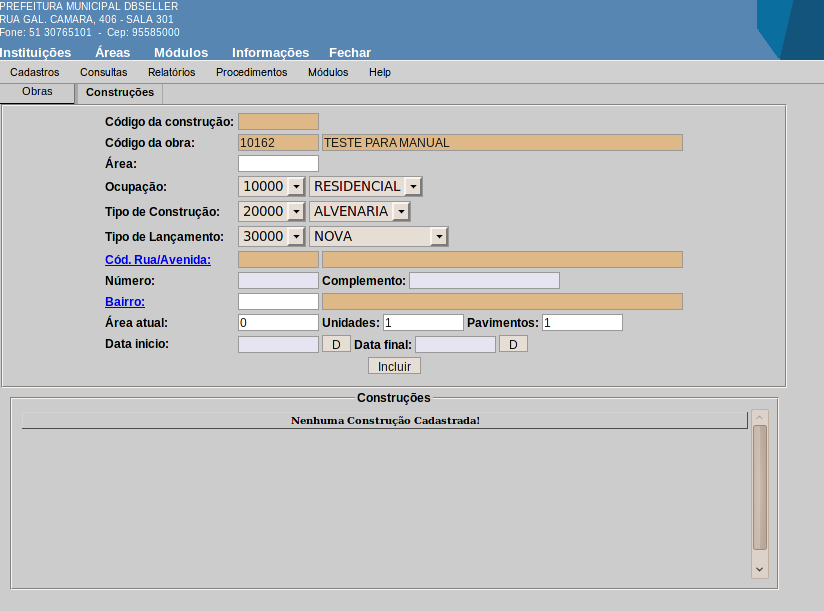 PREFEITURA MUNICIPAL DBSELLER
RUA GAL. CAMARA, 406 - SALA 301
Fone: 51 30765101 - Cep: 95585000
Instituições Áreas Módulos Informações Fechar
Cadastros Consultas Relatórios Procedimentos Módulos Help
Obras Construções
Código da construção:
Código da obra: 10162 TESTE PARA MANUAL
Área:
Ocupação: 10000 RESIDENCIAL
Tipo de Construção: 20000 ALVENARIA
Tipo de Lançamento: 30000 NOVA
Cód. Rua/Avenida:
Número: Complemento:
Bairro:
Área atual: 0 Unidades: 1 Pavimentos: 1
Data inicio: D Data final: D
Incluir
Construções
Nenhuma Construção Cadastrada!